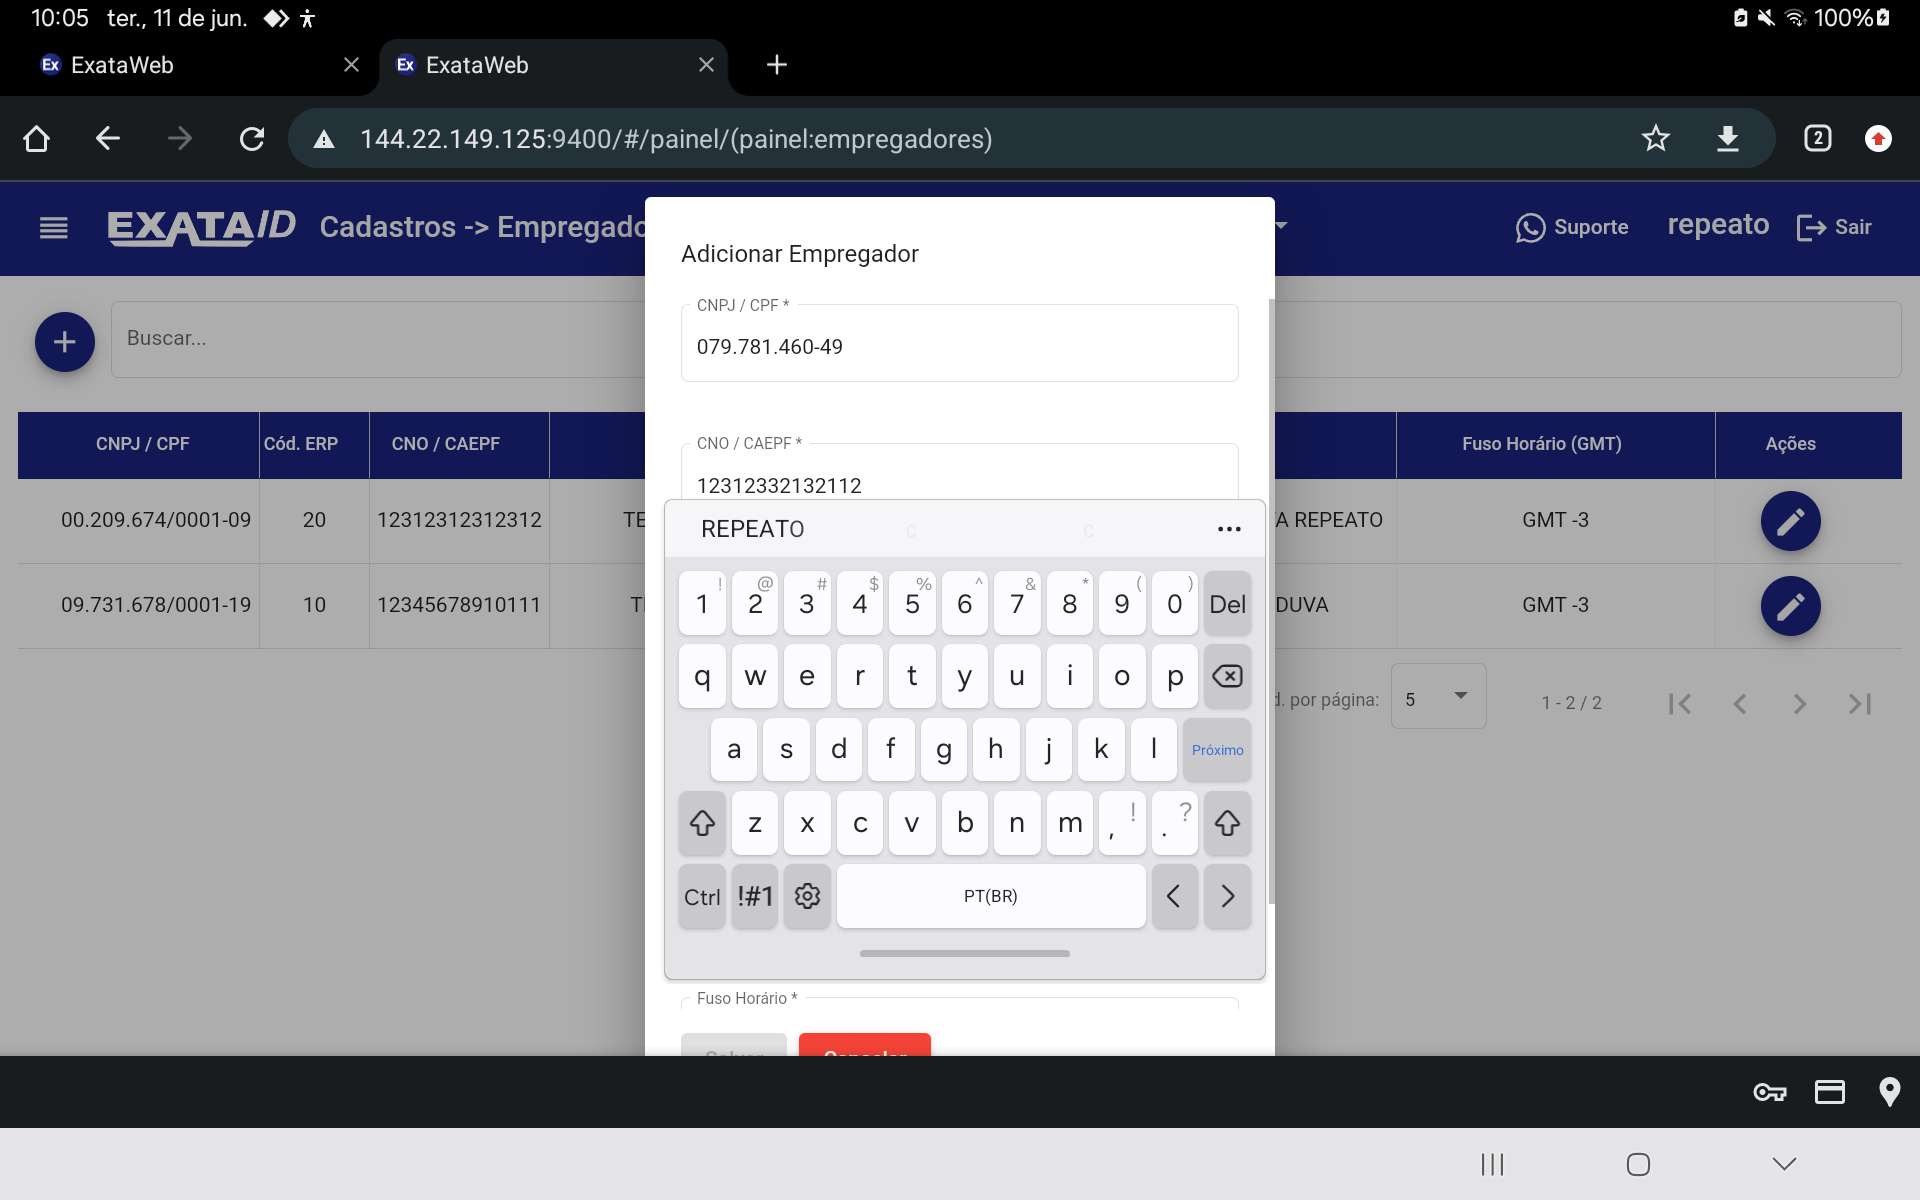 10:05 ter., 11 de jun. 100%
Ex ExataWeb Ex ExataWeb
144.22.149.125:9400/#/painel/(painel:empregadores) 2
EXATA/ID Cadastros -> Empregado Suporte repeato Sair
Adicionar Empregador
CNPJ / CPF *
079.781.460-49
Buscar...
CNO / CAEPF *
12312332132112
CNPJ / CPF Cód. ERP CNO / CAEPF Fuso Horário (GMT) Ações
00.209.674/0001-09 20 12312312312312 TE A REPEATO GMT -3
09.731.678/0001-19 10 12345678910111 T DUVA GMT -3
d. por página: 5 1 - 2 / 2
REPEATO c c
! @ # $ % ^ & * ( )
1 2 3 4 5 6 7 8 9 0 Del
q w e r t y u i o p
a s d f g h j k l Próximo
z x c v b n m , ! . ?
Ctrl !#1 PT(BR) < >
Fuso Horário *
Salvar Cancelar